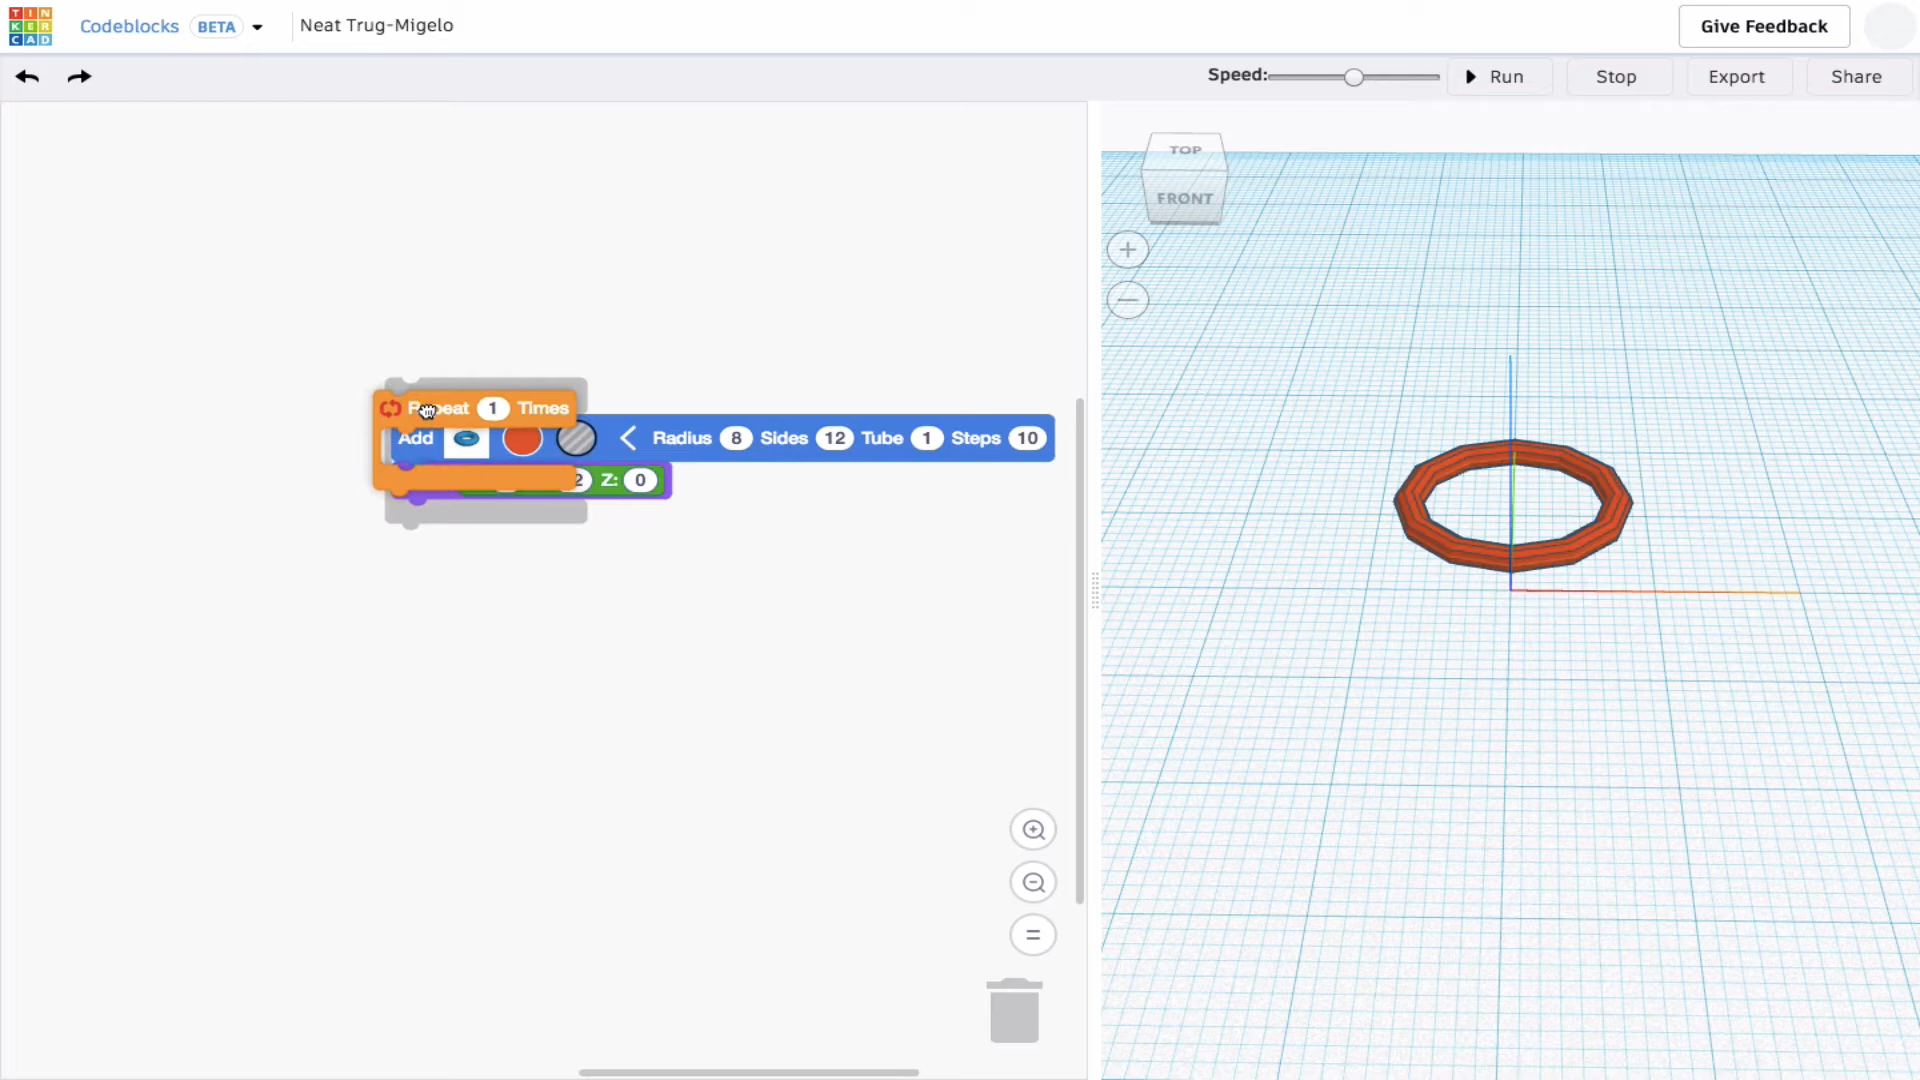 TIN
KER
CAD
Codeblocks BETA
Neat Trug-Migelo
Give Feedback
Speed:
Run
Stop
Export
Share
TOP
FRONT
Repeat 1 Times
Add
Radius 8 Sides 12 Tube 1 Steps 10
2 Z: 0